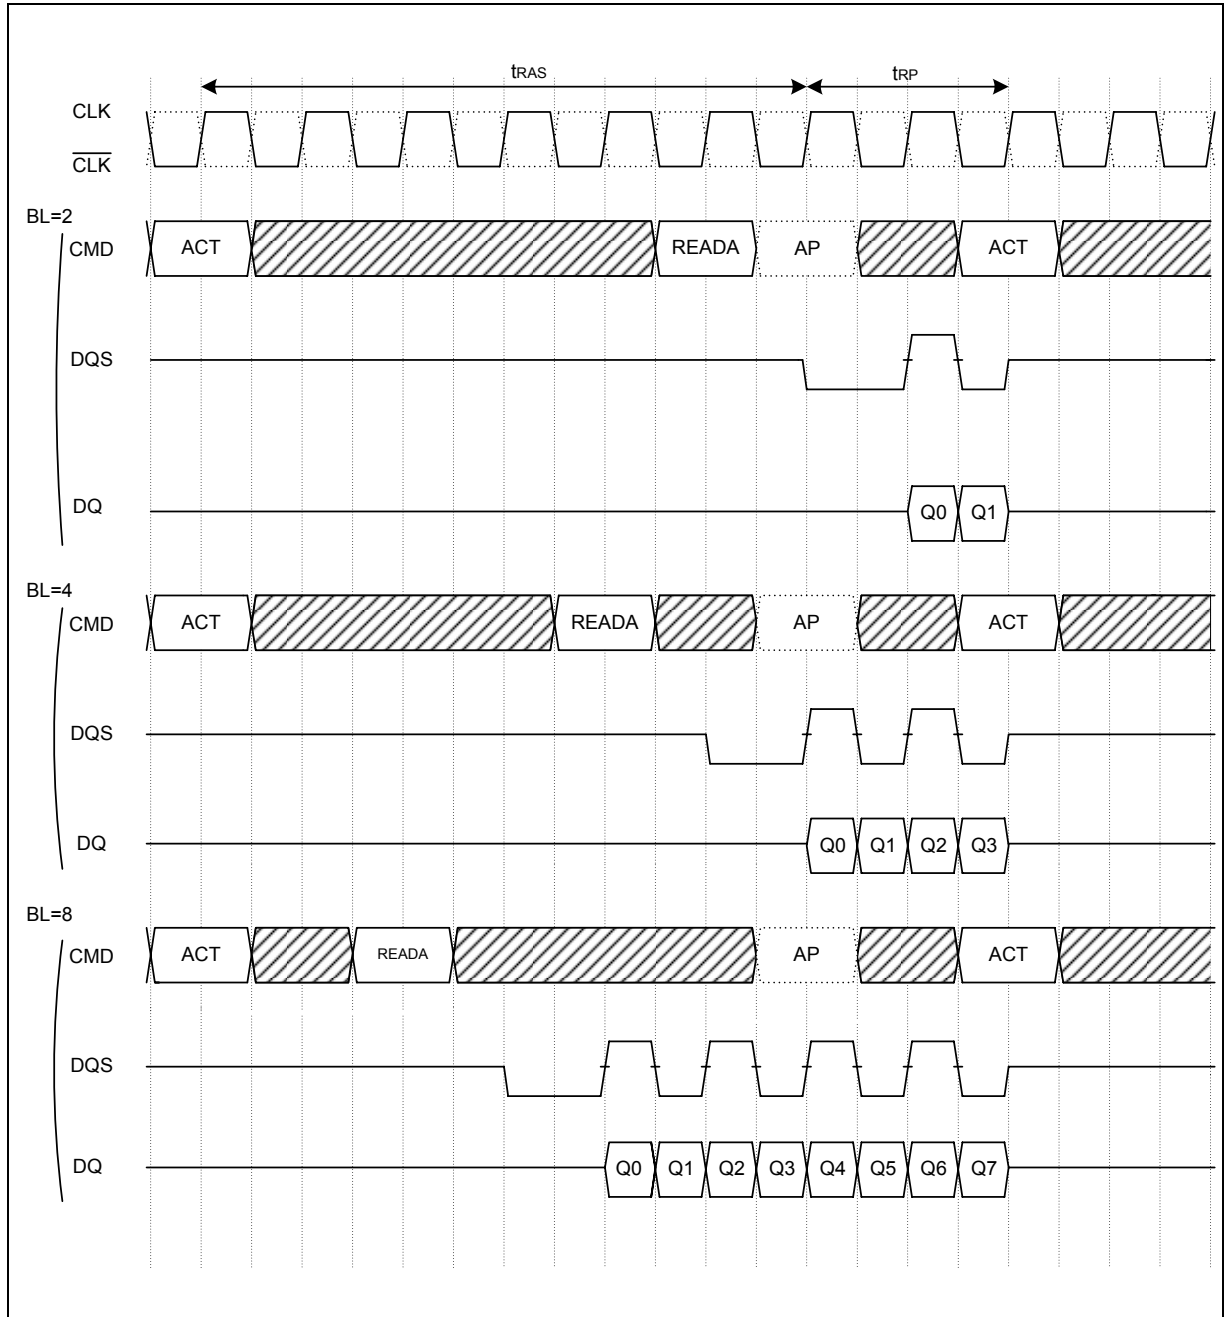 tRAS tRP
CLK
CLK
BL=2
CMD ACT READA AP ACT
DQS
DQ Q0 Q1
BL=4
CMD ACT READA AP ACT
DQS
DQ Q0 Q1 Q2 Q3
BL=8
CMD ACT READA AP ACT
DQS
DQ Q0 Q1 Q2 Q3 Q4 Q5 Q6 Q7